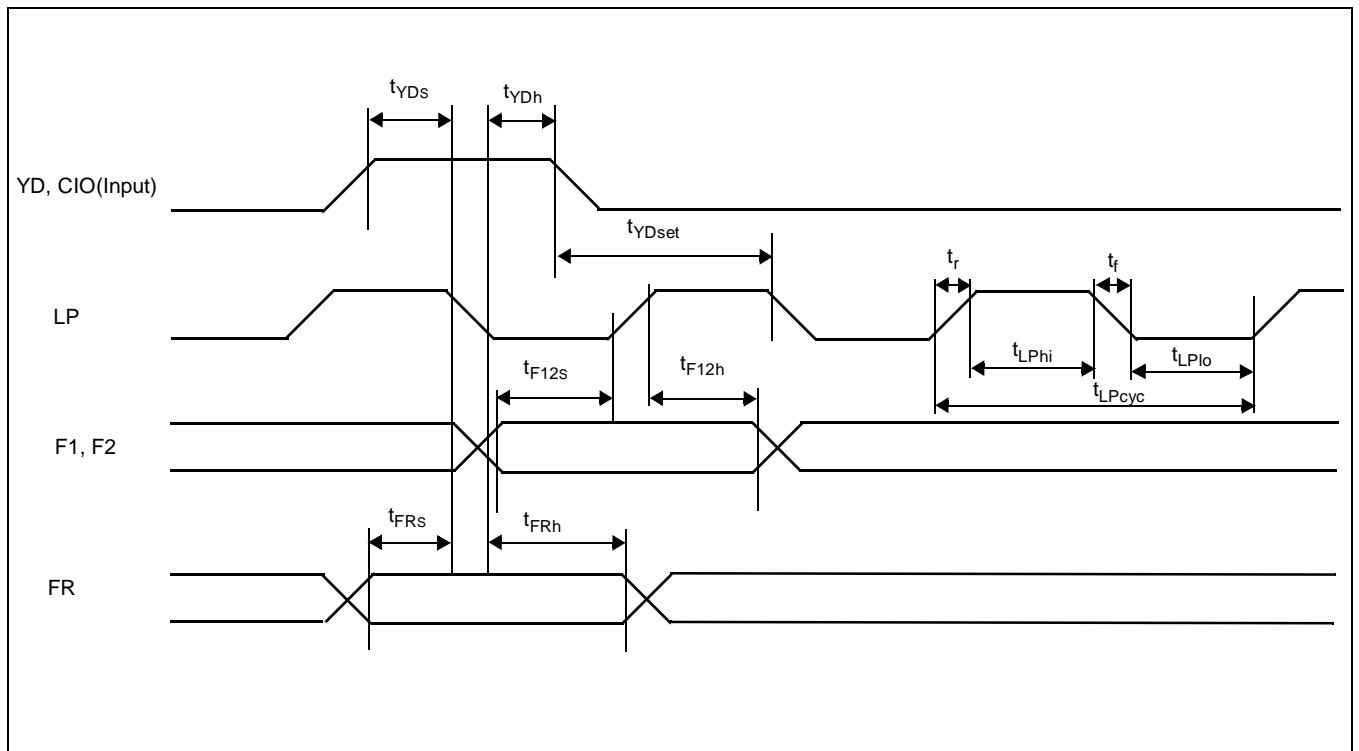 tYDs
tYDh
YD, CIO(Input)
tYDset
tr
tf
LP
tLPhi
tLPlo
tF12s
tF12h
tLPcyc
F1, F2
tFRs
tFRh
FR